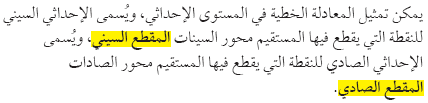 يمكن تمثيل المعادلة الخطية في المستوى الإحداثي، ويُسمى الإحداثي السيني
للنقطة التي يقطع فيها المستقيم محور السينات المقطع السيني، ويُسمى
الإحداثي الصادي للنقطة التي يقطع فيها المستقيم محور الصادات
المقطع الصادي.